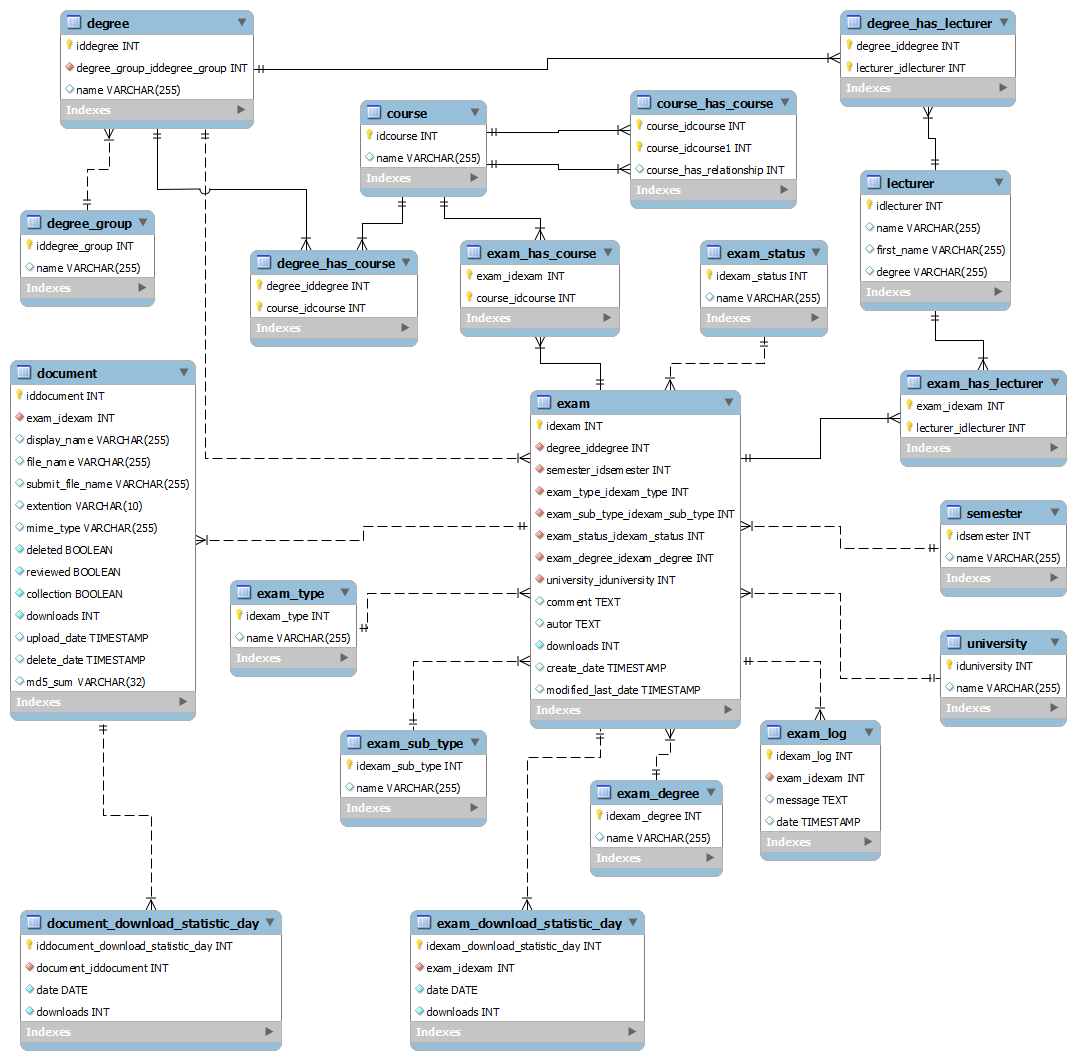 degree
iddegree INT
degree_group_iddegree_group INT
name VARCHAR(255)
Indexes
degree_has_lecturer
degree_iddegree INT
lecturer_idlecturer INT
Indexes
course
idcourse INT
name VARCHAR(255)
Indexes
course_has_course
course_idcourse INT
course_idcourse1 INT
course_has_relationship INT
Indexes
lecturer
idlecturer INT
name VARCHAR(255)
first_name VARCHAR(255)
degree VARCHAR(255)
Indexes
degree_group
iddegree_group INT
name VARCHAR(255)
Indexes
degree_has_course
degree_iddegree INT
course_idcourse INT
Indexes
exam_has_course
exam_idexam INT
course_idcourse INT
Indexes
exam_status
idexam_status INT
name VARCHAR(255)
Indexes
document
iddocument INT
exam_idexam INT
display_name VARCHAR(255)
file_name VARCHAR(255)
submit_file_name VARCHAR(255)
extention VARCHAR(10)
mime_type VARCHAR(255)
deleted BOOLEAN
reviewed BOOLEAN
collection BOOLEAN
downloads INT
upload_date TIMESTAMP
delete_date TIMESTAMP
md5_sum VARCHAR(32)
Indexes
exam
idexam INT
degree_iddegree INT
semester_idsemester INT
exam_type_idexam_type INT
exam_sub_type_idexam_sub_type INT
exam_status_idexam_status INT
exam_degree_idexam_degree INT
university_iduniversity INT
comment TEXT
autor TEXT
downloads INT
create_date TIMESTAMP
modified_last_date TIMESTAMP
Indexes
exam_has_lecturer
exam_idexam INT
lecturer_idlecturer INT
Indexes
semester
idsemester INT
name VARCHAR(255)
Indexes
exam_type
idexam_type INT
name VARCHAR(255)
Indexes
university
iduniversity INT
name VARCHAR(255)
Indexes
exam_sub_type
idexam_sub_type INT
name VARCHAR(255)
Indexes
exam_degree
idexam_degree INT
name VARCHAR(255)
Indexes
exam_log
idexam_log INT
exam_idexam INT
message TEXT
date TIMESTAMP
Indexes
document_download_statistic_day
iddocument_download_statistic_day INT
document_iddocument INT
date DATE
downloads INT
Indexes
exam_download_statistic_day
idexam_download_statistic_day INT
exam_idexam INT
date DATE
downloads INT
Indexes